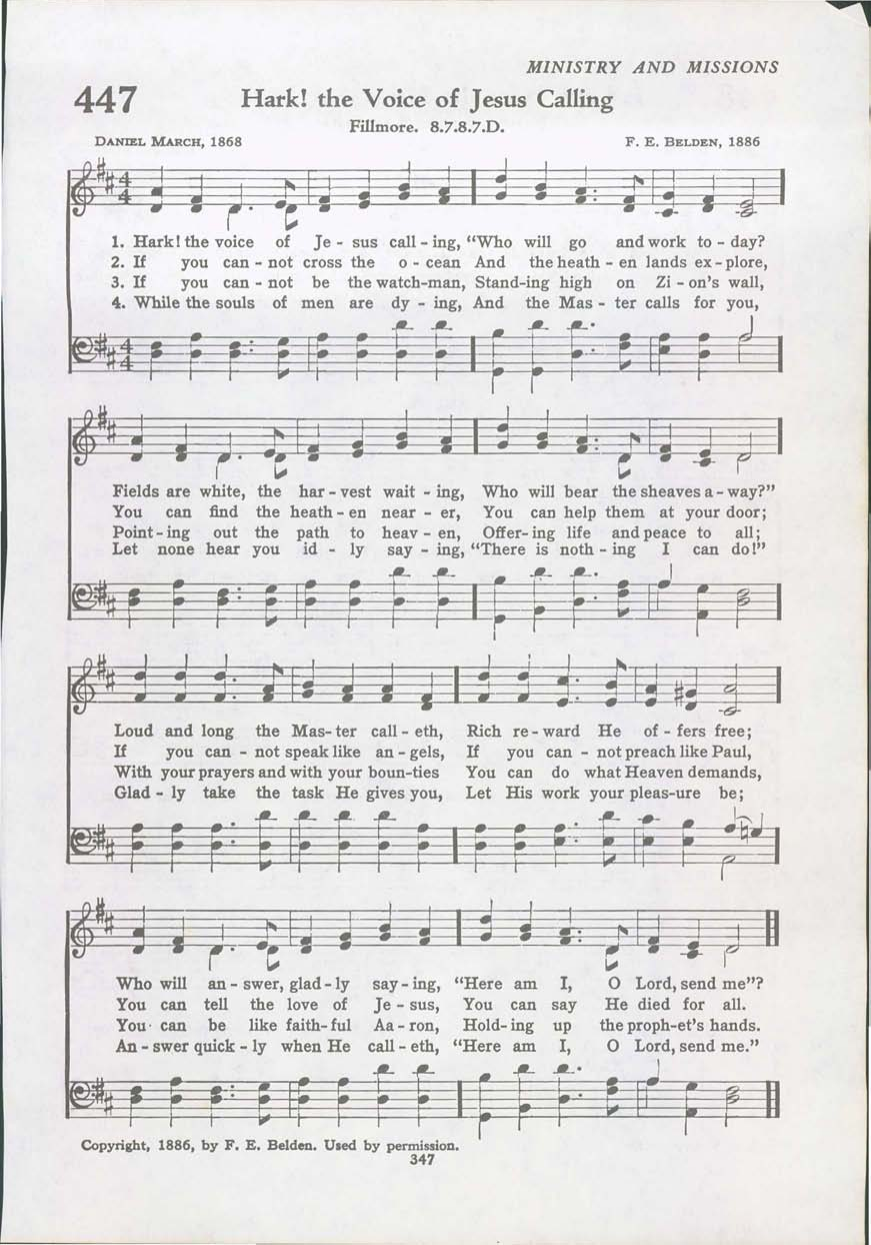 MINISTRY AND MISSIONS
447 Hark! the Voice of Jesus Calling
Fillmore. 8.7.8.7.D.
DANIEL MARCH, 1868 F. E. BELDEN, 1886
1. Hark! the voice of Je - sus call - ing, “Who will go and work to - day?
2. If you can - not cross the o - cean And the heath - en lands ex - plore,
3. If you can - not be the watch-man, Stand-ing high on Zi - on's wall,
4. While the souls of men are dy - ing, And the Mas - ter calls for you,
Fields are white, the har - vest wait - ing, Who will bear the sheaves a - way?”
You can find the heath - en near - er, You can help them at your door;
Point - ing out the path to heav - en, Offer - ing life and peace to all;
Let none hear you id - ly say - ing, “There is noth - ing I can do!”
Loud and long the Mas - ter call - eth, Rich re - ward He of - fers free;
If you can - not speak like an - gels, If you can - not preach like Paul,
With your prayers and with your boun-ties You can do what Heaven demands,
Glad - ly take the task He gives you, Let His work your pleas-ure be;
Who will an - swer, glad - ly say - ing, “Here am I, O Lord, send me”?
You can tell the love of Je - sus, You can say He died for all.
You can be like faith - ful Aa - ron, Hold - ing up the proph-et's hands.
An - swer quick - ly when He call - eth, “Here am I, O Lord, send me.”
Copyright, 1886, by F. E. Belden. Used by permission.
347